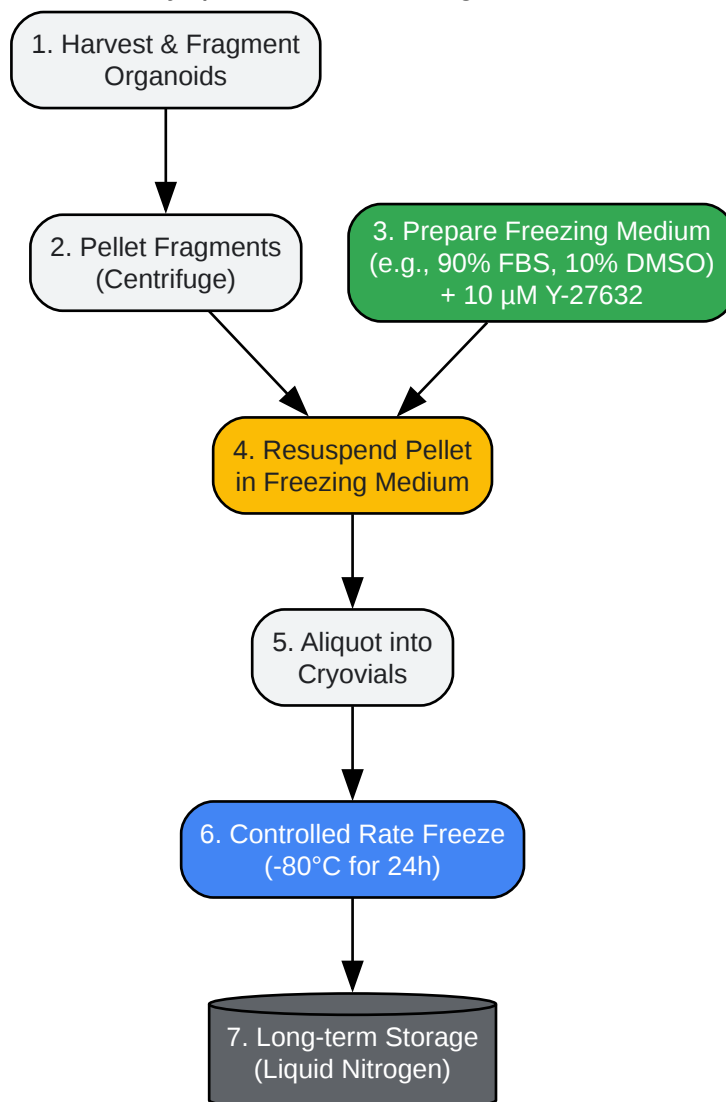 1. Harvest & Fragment
Organoids
2. Pellet Fragments
(Centrifuge)
3. Prepare Freezing Medium
(e.g., 90% FBS, 10% DMSO)
+ 10 µM Y-27632
4. Resuspend Pellet
in Freezing Medium
5. Aliquot into
Cryovials
6. Controlled Rate Freeze
(-80°C for 24h)
7. Long-term Storage
(Liquid Nitrogen)